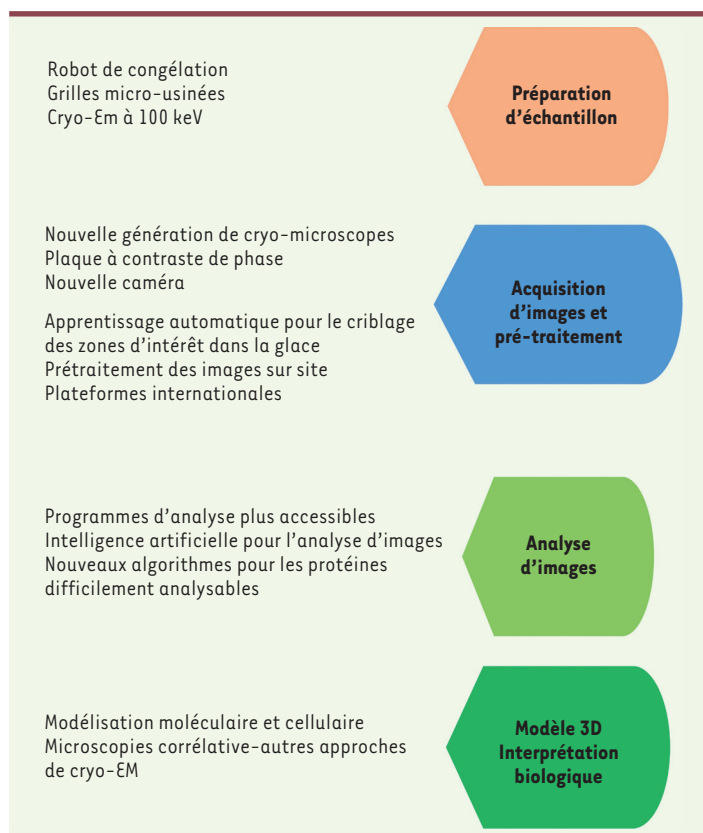 Robot de congélation
Grilles micro-usinées
Cryo-Em à 100 keV
Préparation
d'échantillon
Nouvelle génération de cryo-microscopes
Plaque à contraste de phase
Nouvelle caméra
Apprentissage automatique pour le criblage
des zones d'intérêt dans la glace
Prétraitement des images sur site
Plateformes internationales
Acquisition
d'images et
pré-traitement
Programmes d'analyse plus accessibles
Intelligence artificielle pour l'analyse d'images
Nouveaux algorithmes pour les protéines
difficilement analysables
Analyse
d'images
Modélisation moléculaire et cellulaire
Microscopies corrélative-autres approches
de cryo-EM
Modèle 3D
Interprétation
biologique